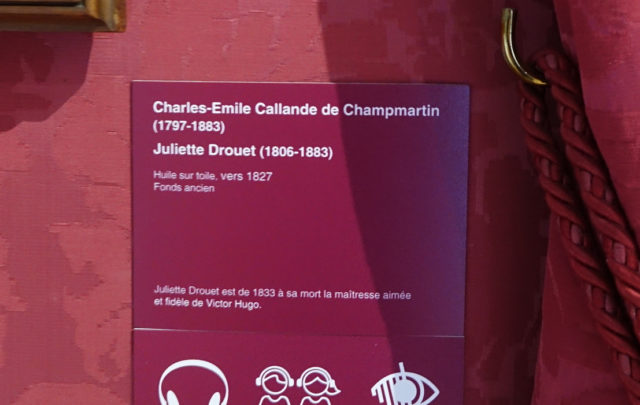 Charles-Emile Callande de Champmartin
(1797-1883)
Juliette Drouet (1806-1883)
Huile sur toile, vers 1827
Fonds ancien
Juliette Drouet est de 1833 à sa mort la maîtresse aimée
et fidèle de Victor Hugo.